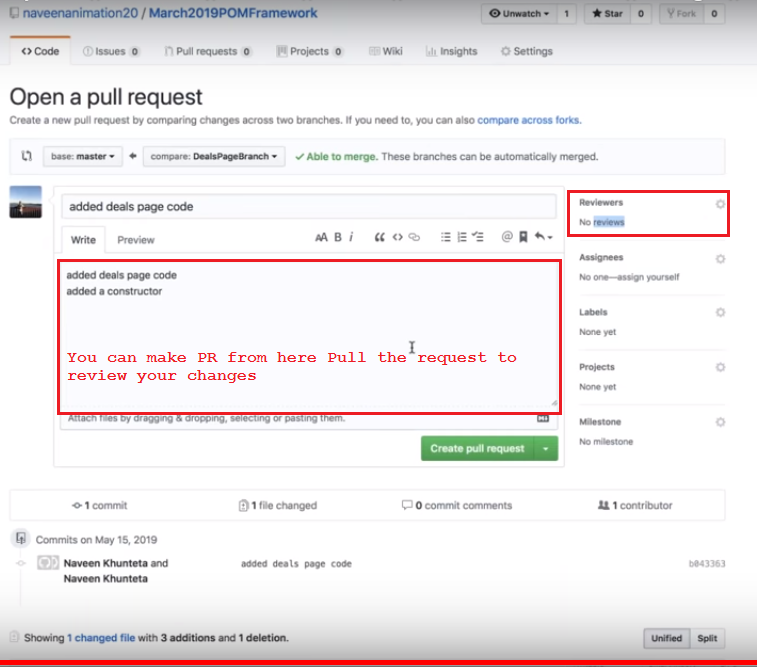 naveenanimation20 / March2019POMFramework
Unwatch 1 Star 0 Fork 0
Code Issues 0 Pull requests 0 Projects 0 Wiki Insights Settings
Open a pull request
Create a new pull request by comparing changes across two branches. If you need to, you can also compare across forks.
base: master compare: DealsPageBranch ✓ Able to merge. These branches can be automatically merged.
added deals page code
Write Preview AA B i
added deals page code
added a constructor
You can make PR from here Pull the request to
review your changes
Attach files by dragging & dropping, selecting or pasting them.
Create pull request
Reviewers
No reviews
Assignees
No one—assign yourself
Labels
None yet
Projects
None yet
Milestone
No milestone
1 commit 1 file changed 0 commit comments 1 contributor
Commits on May 15, 2019
Naveen Khunteta and added deals page code b043363
Naveen Khunteta
Showing 1 changed file with 3 additions and 1 deletion. Unified Split